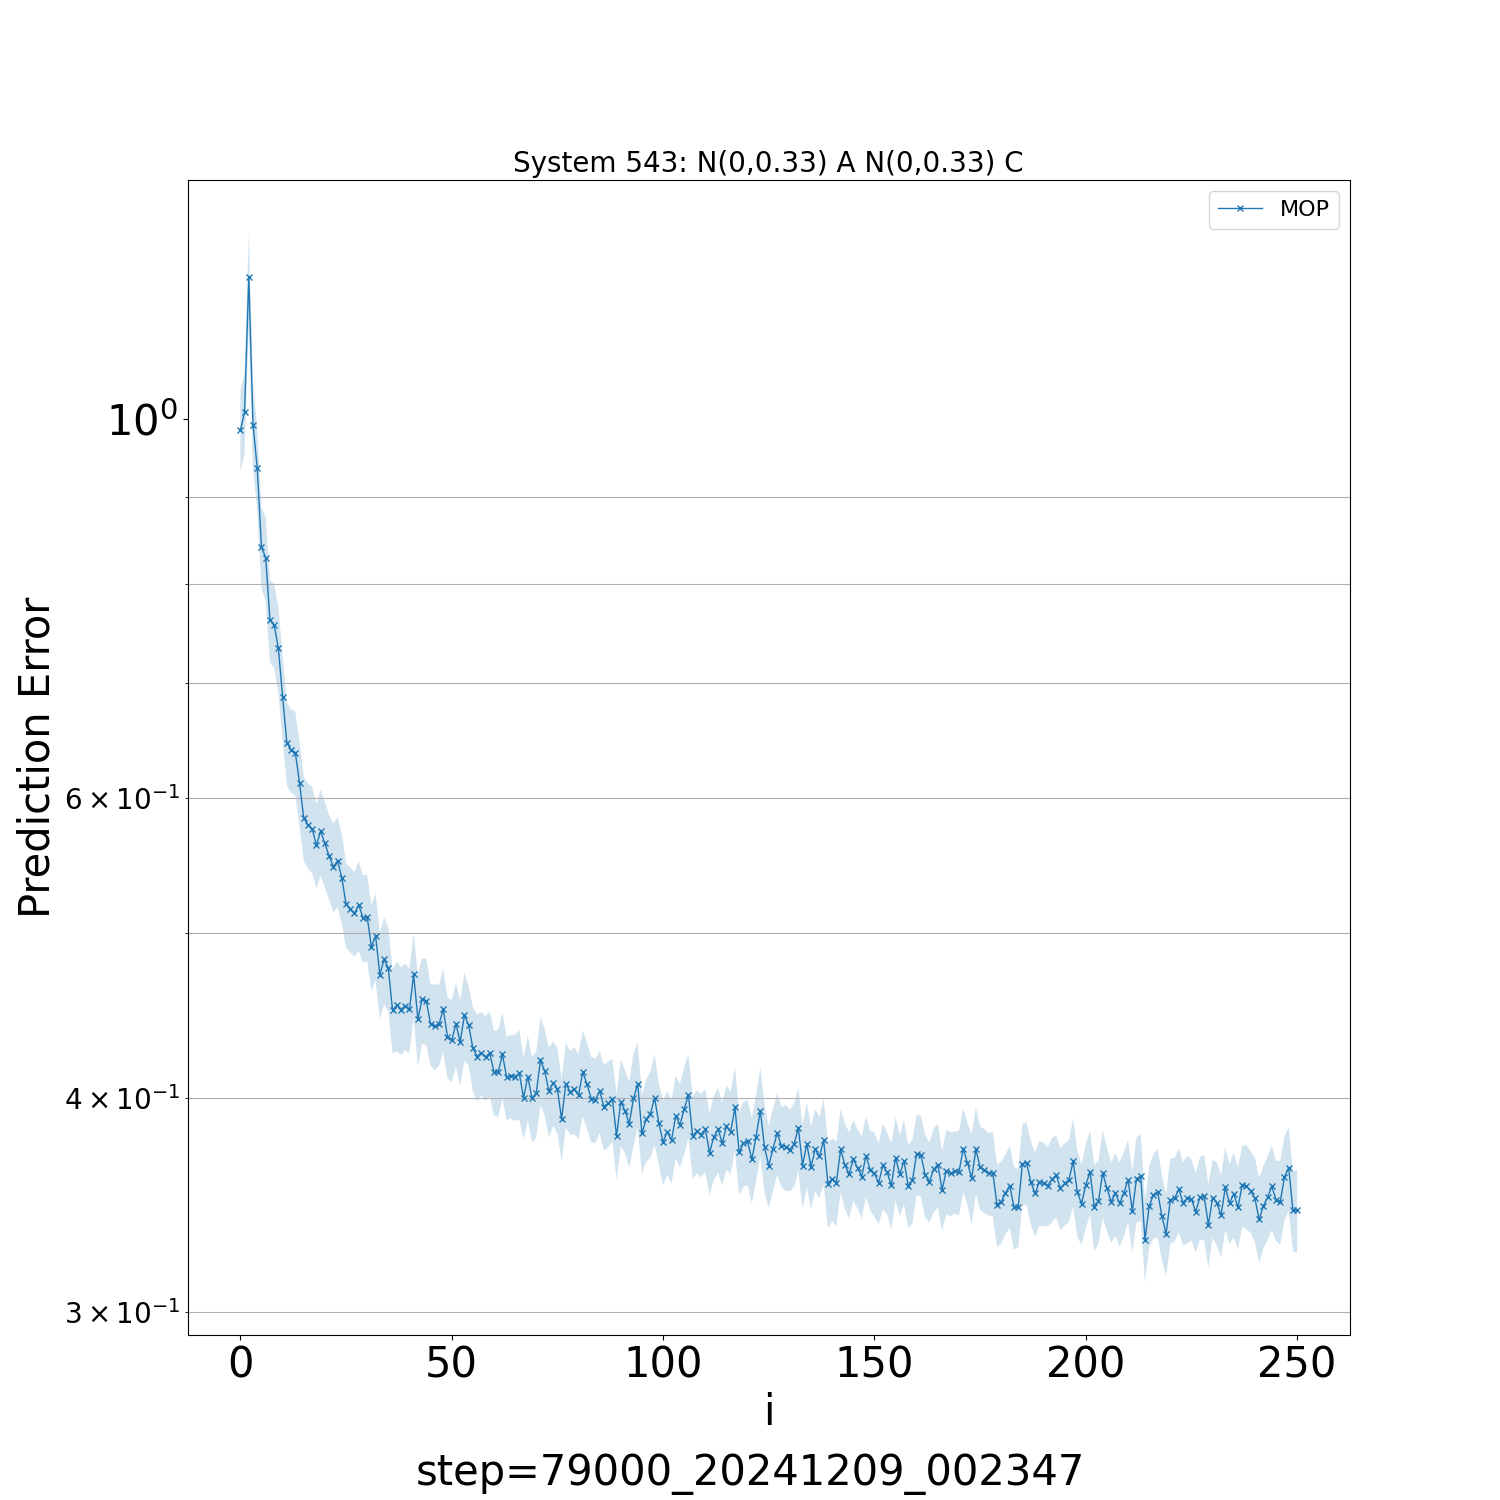 System 543: N(0,0.33) A N(0,0.33) C
MOP
Prediction Error
10⁰
6 × 10⁻¹
4 × 10⁻¹
3 × 10⁻¹
0 50 100 150 200 250
i
step=79000_20241209_002347